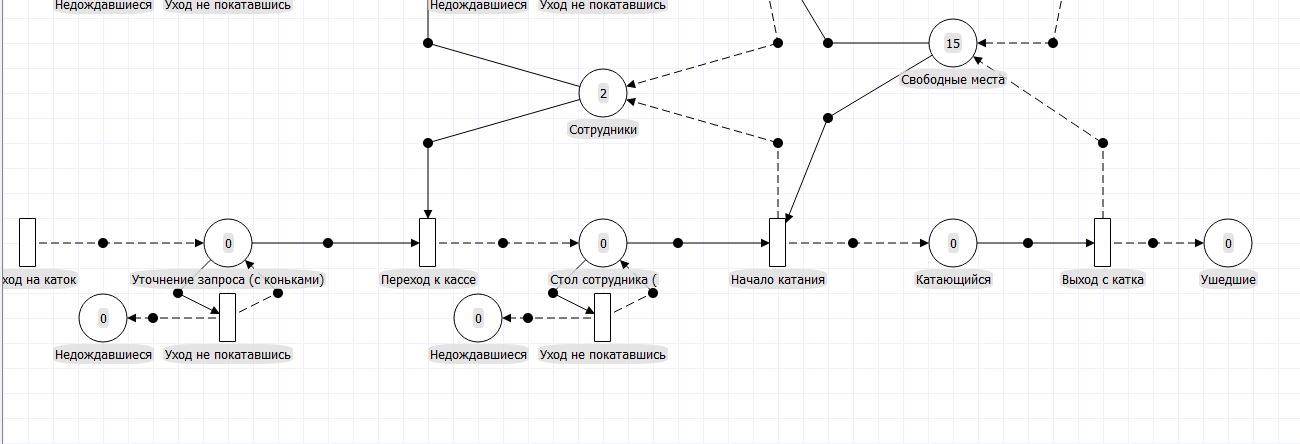 Недождавшиеся Уход не покатавшись Недождавшиеся Уход не покатавшись
15
Свободные места
2
Сотрудники
0 0 0 0
ход на каток Уточнение запроса (с коньками) Переход к кассе Стол сотрудника ( Начало катания Катающийся Выход с катка Ушедшие
0 0
Недождавшиеся Уход не покатавшись Недождавшиеся Уход не покатавшись